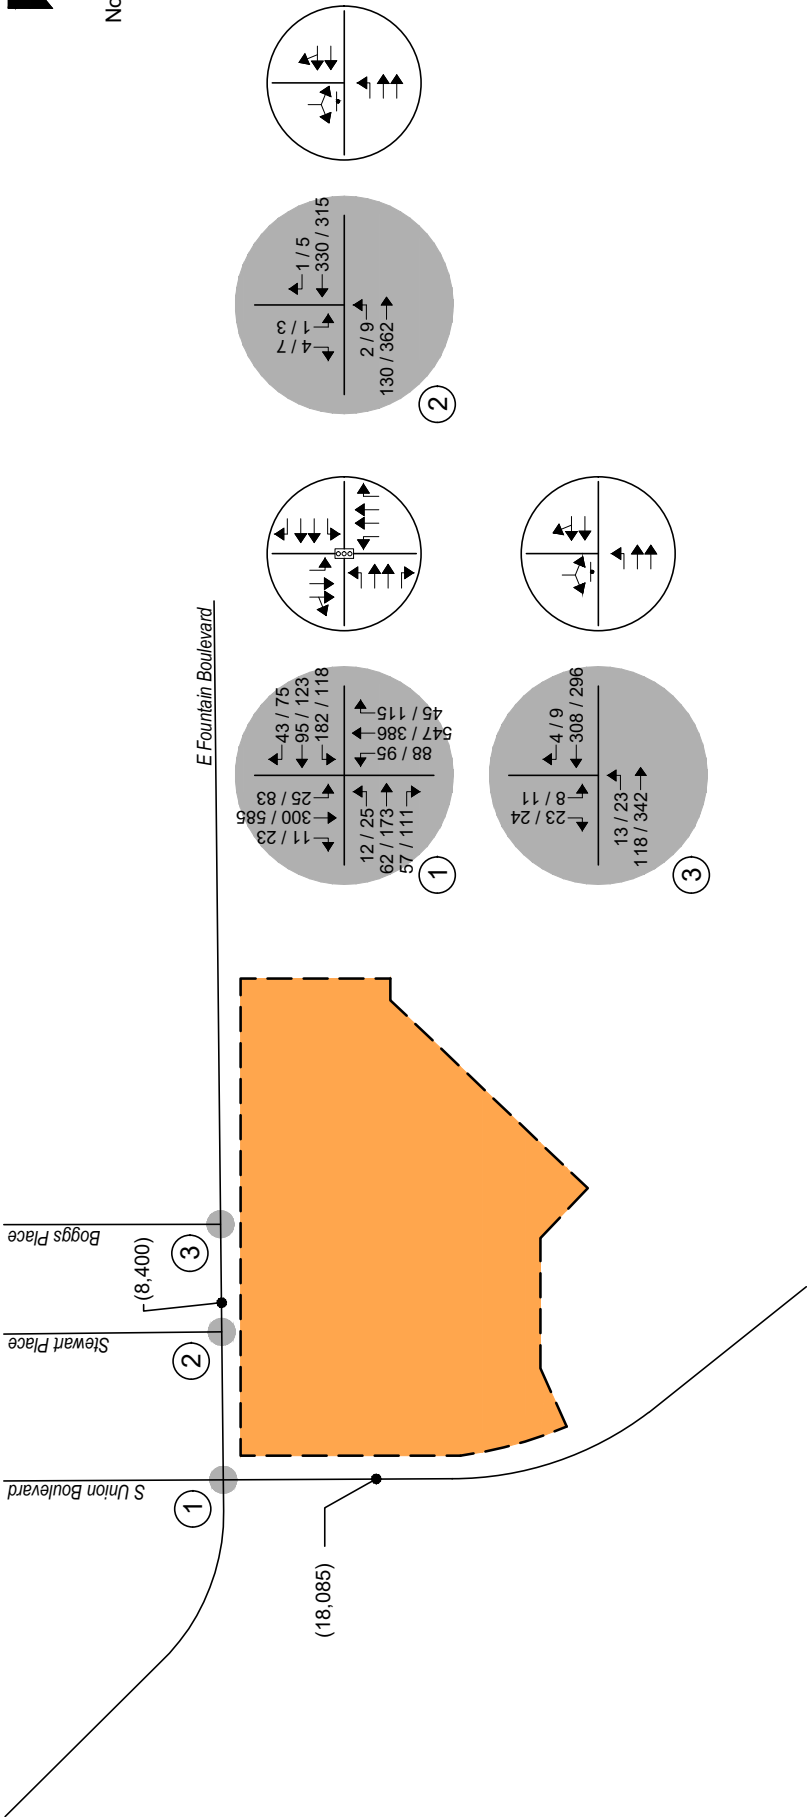 No
1 / 5
330 / 315
1 / 3
4 / 7
2 / 9
130 / 362
2
E Fountain Boulevard
43 / 75
95 / 123
182 / 118
25 / 83
300 / 585
11 / 23
45 / 115
547 / 386
88 / 95
12 / 25
62 / 173
57 / 111
1
4 / 9
308 / 296
8 / 11
23 / 24
13 / 23
118 / 342
3
Boggs Place
3
(8,400)
Stewart Place
2
S Union Boulevard
1
(18,085)